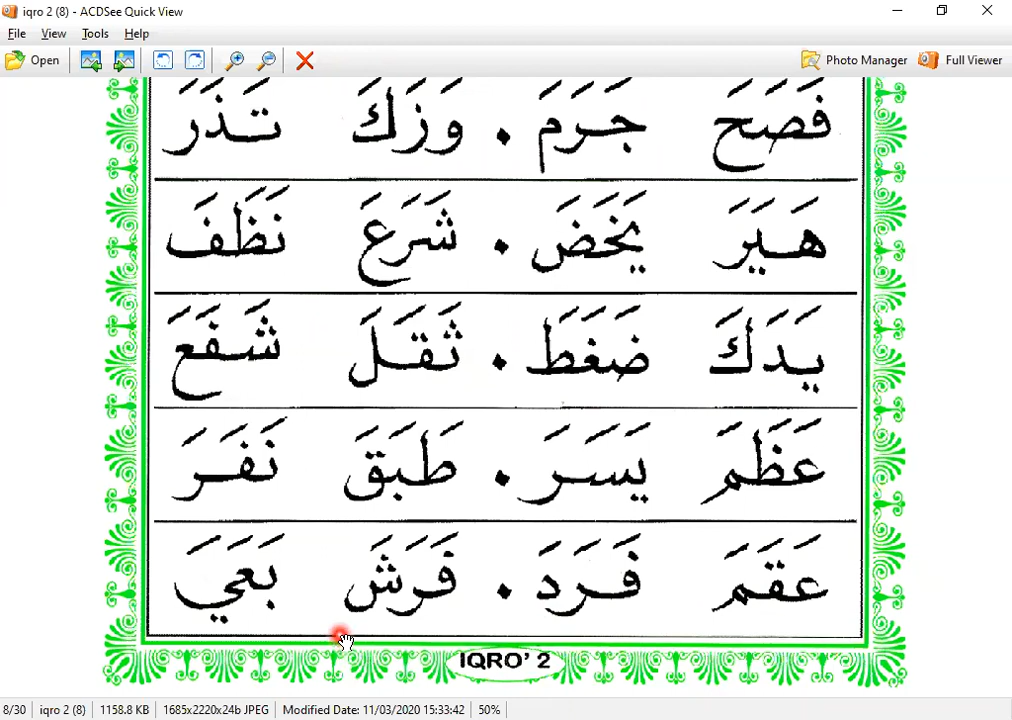 iqro 2 (8) - ACDSee Quick View
File View Tools Help
Open Photo Manager Full Viewer
فَصَحَ جَرَمَ . وَزَكَ تَذَرَ
هَيَرَ يَخَضَ . شَرَعَ نَظَفَ
يَدَكَ ضَغَطَ . ثَقَلَ شَفَعَ
عَظَمَ يَسَرَ . طَبَقَ نَفَرَ
عَقَمَ فَرَدَ . فَرَشَ بَعَيَ
IQRO' 2
8/30 iqro 2 (8) 1158.8 KB 1685x2220x24b JPEG Modified Date: 11/03/2020 15:33:42 50%